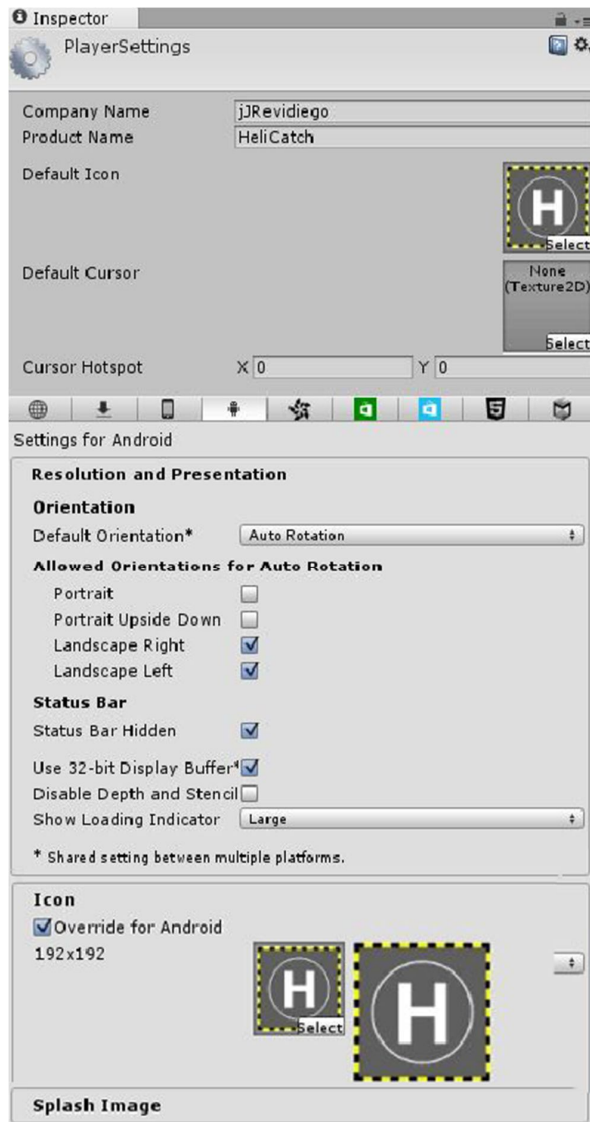 Inspector
PlayerSettings
Company Name jJRevidiego
Product Name HeliCatch
Default Icon
H
Select
Default Cursor
None
(Texture2D)
Select
Cursor Hotspot X 0 Y 0
Settings for Android
Resolution and Presentation
Orientation
Default Orientation* Auto Rotation
Allowed Orientations for Auto Rotation
Portrait
Portrait Upside Down
Landscape Right
Landscape Left
Status Bar
Status Bar Hidden
Use 32-bit Display Buffer*
Disable Depth and Stencil
Show Loading Indicator Large
* Shared setting between multiple platforms.
Icon
Override for Android
192x192
H
Select
H
Splash Image